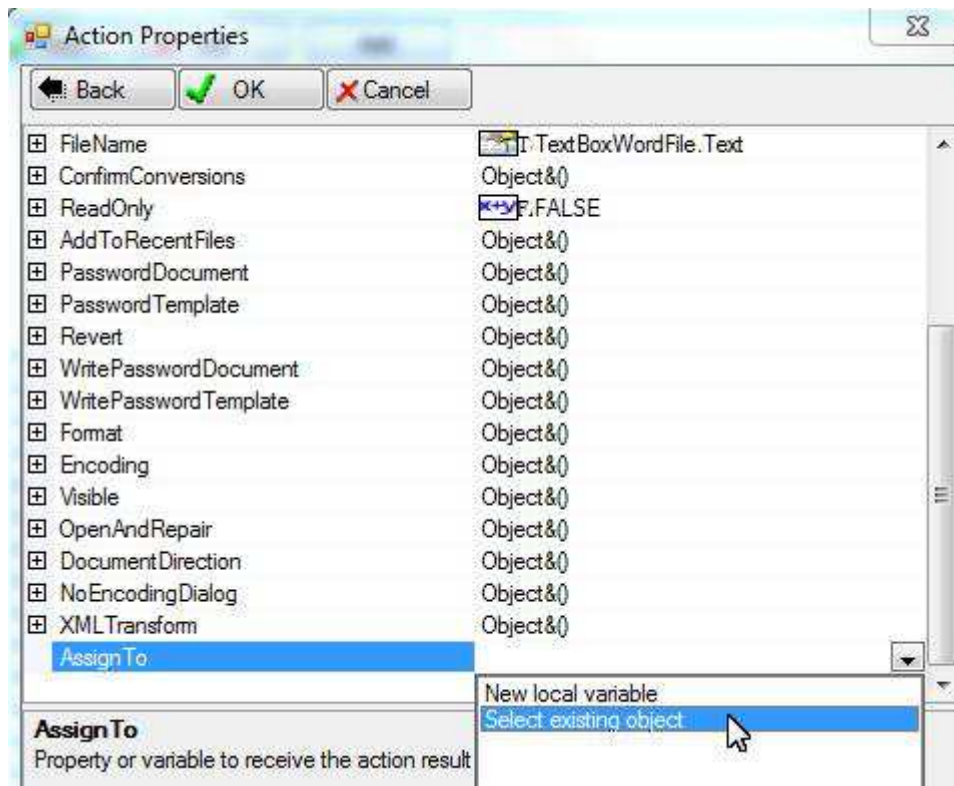 Action Properties
Back OK Cancel
FileName TextBoxWordFile.Text
ConfirmConversions Object&()
ReadOnly x+y FALSE
AddToRecentFiles Object&()
PasswordDocument Object&()
PasswordTemplate Object&()
Revert Object&()
WritePasswordDocument Object&()
WritePasswordTemplate Object&()
Format Object&()
Encoding Object&()
Visible Object&()
OpenAndRepair Object&()
DocumentDirection Object&()
NoEncodingDialog Object&()
XMLTransform Object&()
AssignTo
New local variable
Select existing object
AssignTo
Property or variable to receive the action result